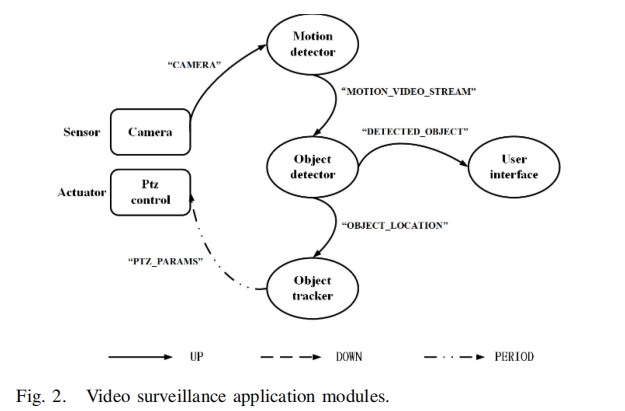 Motion
detector
"CAMERA"
"MOTION_VIDEO_STREAM"
Sensor
Camera
"DETECTED_OBJECT"
Object
detector
User
interface
Actuator
Ptz
control
"OBJECT_LOCATION"
"PTZ_PARAMS"
Object
tracker
UP
DOWN
PERIOD
Fig. 2. Video surveillance application modules.